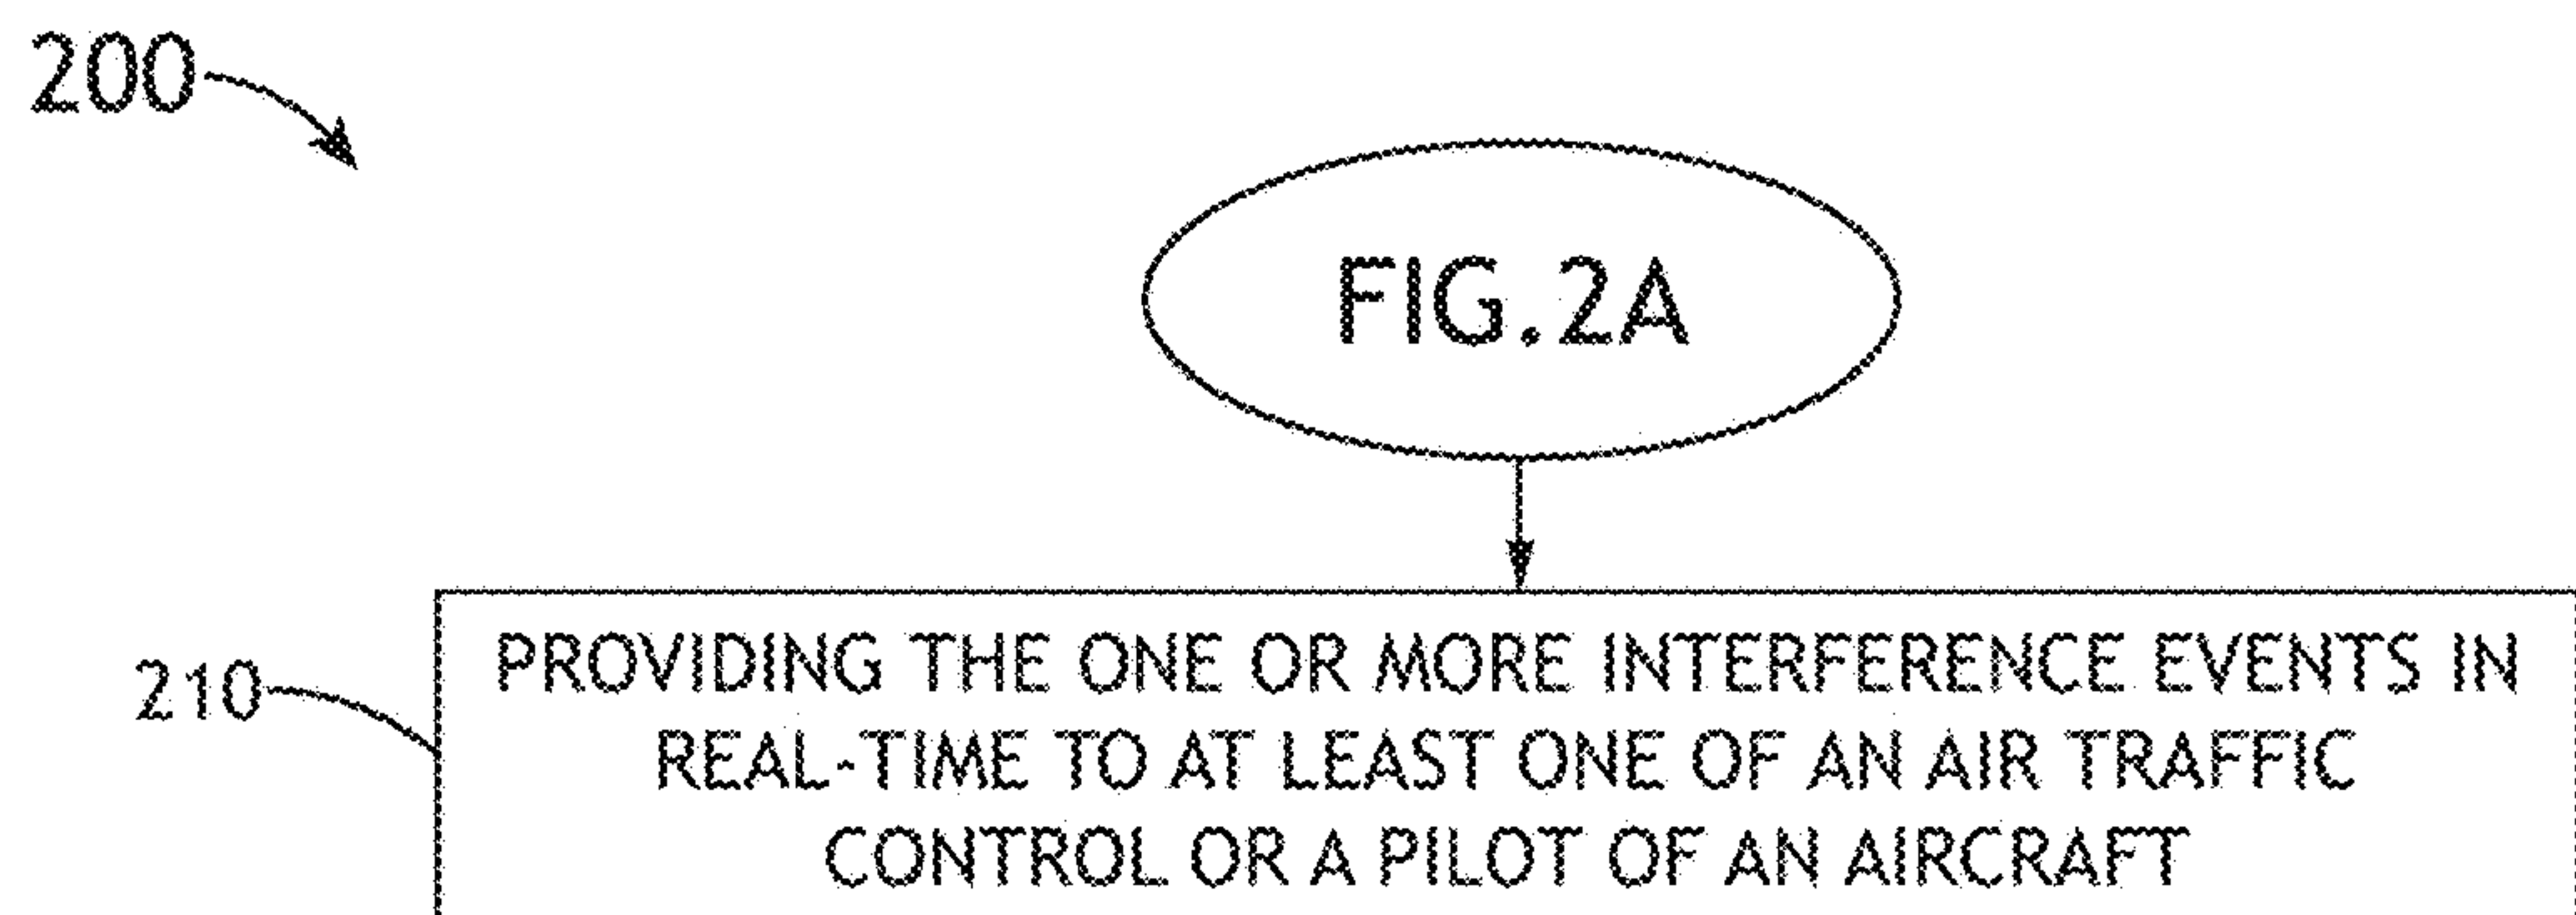 200
FIG.2A
210
PROVIDING THE ONE OR MORE INTERFERENCE EVENTS IN
REAL-TIME TO AT LEAST ONE OF AN AIR TRAFFIC
CONTROL OR A PILOT OF AN AIRCRAFT